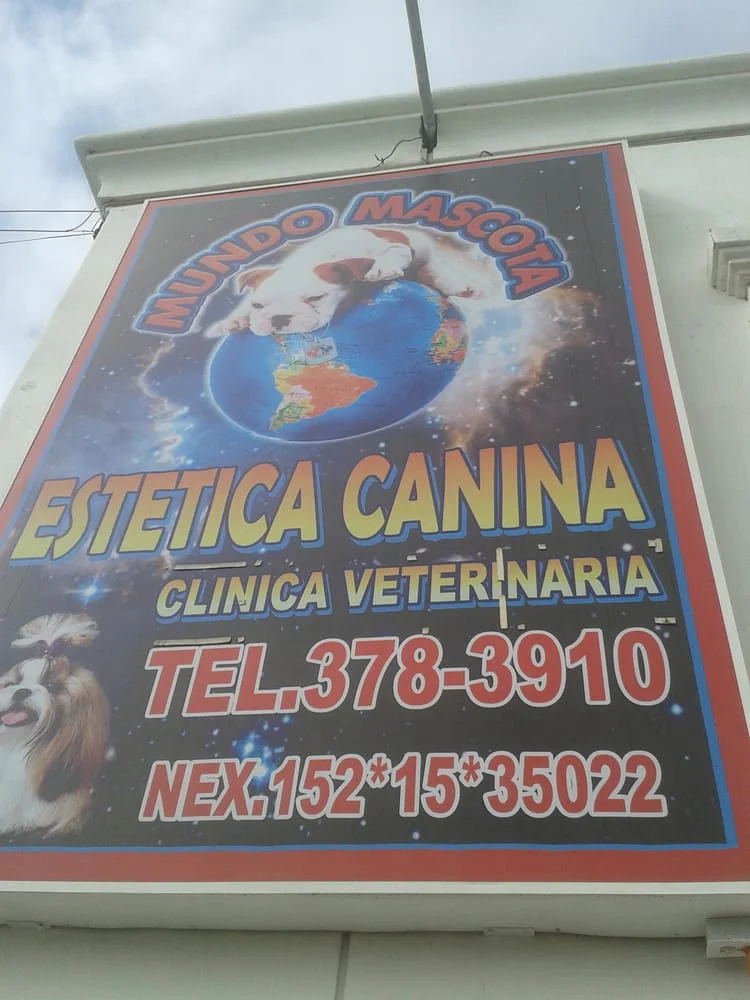 MUNDO MASCOTA
ESTETICA CANINA
CLINICA VETERINARIA
TEL.378-3910
NEX.152*15*35022